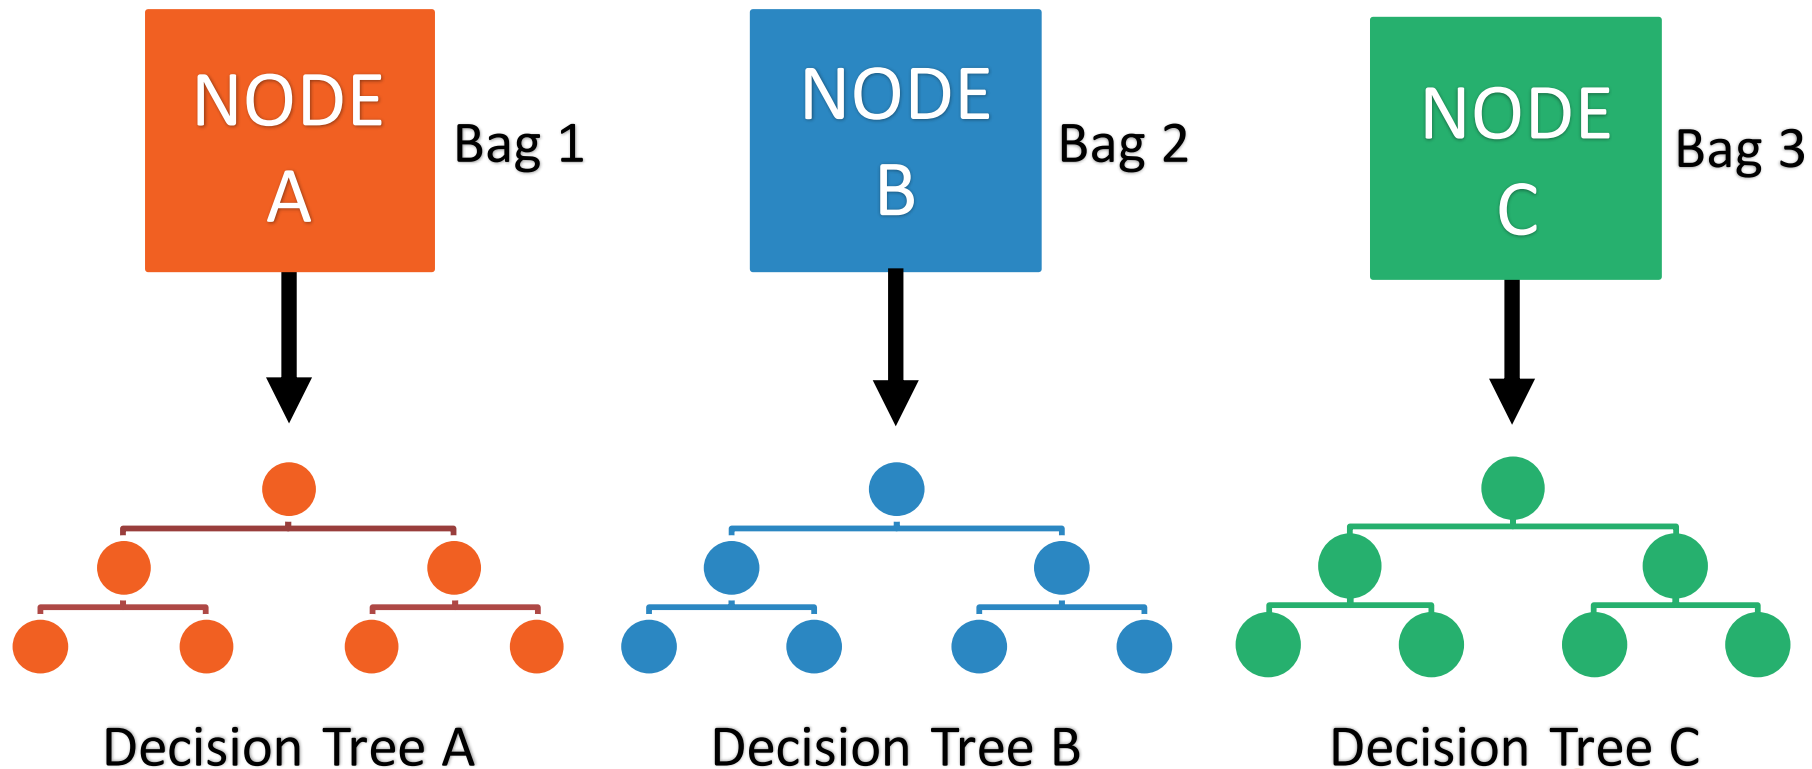 NODE
A
Bag 1
NODE
B
Bag 2
NODE
C
Bag 3
Decision Tree A
Decision Tree B
Decision Tree C